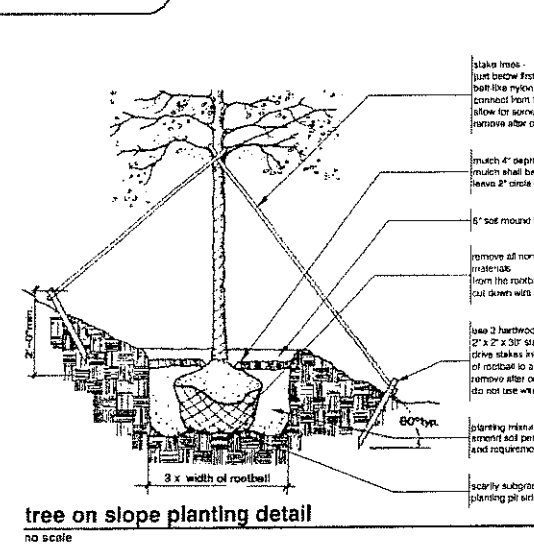 stake trees -
just below first
belt-like nylon
connect from
allow for some
remove after
mulch 4" depth
mulch shall be
leave 2" circle
6" soil mound
remove all non
materials
from the rootb
cut down wire
use 3 hardwood
2" x 2" x 30" sta
drive stakes in
of rootball to a
remove after
do not use wi
2'-0" min.
60° typ.
planting mixtur
amend soil per
and requireme
scarify subgra
planting pit sid
3 x width of rootball
tree on slope planting detail
no scale